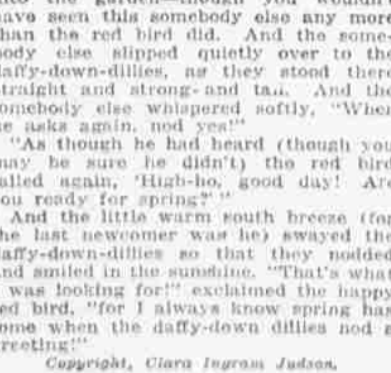 into the garden—though you wouldn't
have seen this somebody else any more
than the red bird did. And the some-
body else slipped quietly over to the
daffy-down-dillies, as they stood there
straight and strong- and tall. And the
somebody else whispered softly, "When
he asks again, nod yes!"
"As though he had heard (though you
may be sure he didn't) the red bird
called again, 'High-ho, good day! Are
you ready for spring?'"
And the little warm south breeze (for
the last newcomer was he) swayed the
daffy-down-dillies so that they nodded
and smiled in the sunshine. "That's what
I was looking for!" exclaimed the happy
red bird, "for I always know spring has
come when the daffy-down dillies nod a
greeting!"
Copyright, Clara Ingram Judson.